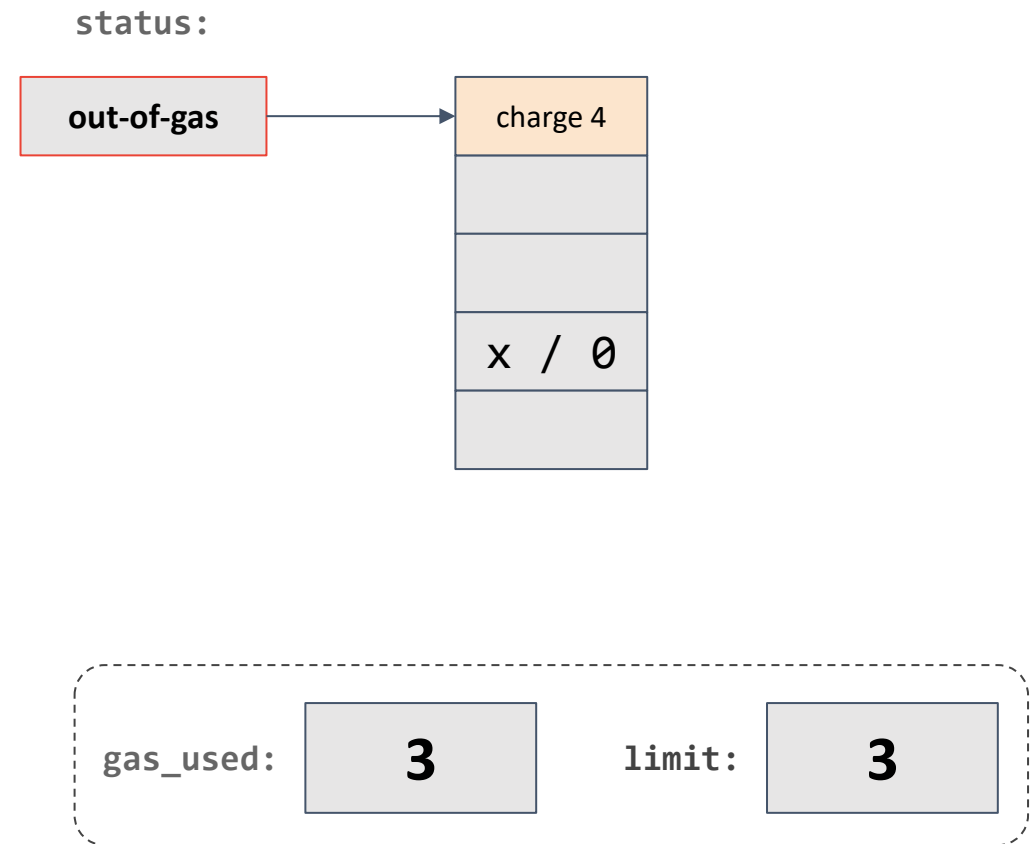 status:
out-of-gas
charge 4
x / 0
gas_used:
3
limit:
3